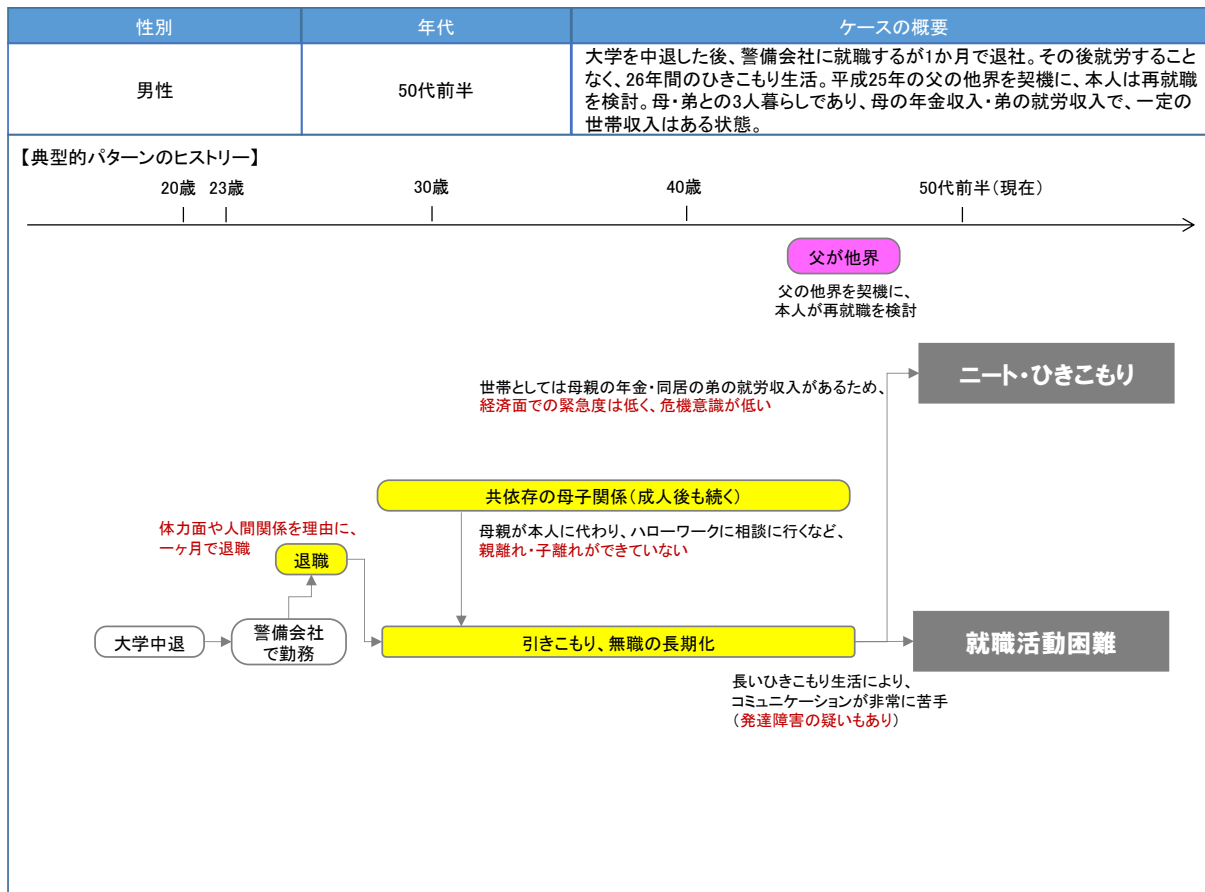 性別
年代
ケースの概要
男性
50代前半
大学を中退した後、警備会社に就職するが1か月で退社。その後就労すること
なく、26年間のひきこもり生活。平成25年の父の他界を契機に、本人は再就職
を検討。母・弟との3人暮らしであり、母の年金収入・弟の就労収入で、一定の
世帯収入はある状態。
【典型的パターンのヒストリー】
20歳
23歳
30歳
40歳
50代前半(現在)
父が他界
父の他界を契機に、
本人が再就職を検討
ニート・ひきこもり
世帯としては母親の年金・同居の弟の就労収入があるため、
経済面での緊急度は低く、危機意識が低い
共依存の母子関係(成人後も続く)
体力面や人間関係を理由に、
一ヶ月で退職
母親が本人に代わり、ハローワークに相談に行くなど、
親離れ・子離れができていない
退職
大学中退
警備会社
で勤務
引きこもり、無職の長期化
就職活動困難
長いひきこもり生活により、
コミュニケーションが非常に苦手
(発達障害の疑いもあり)